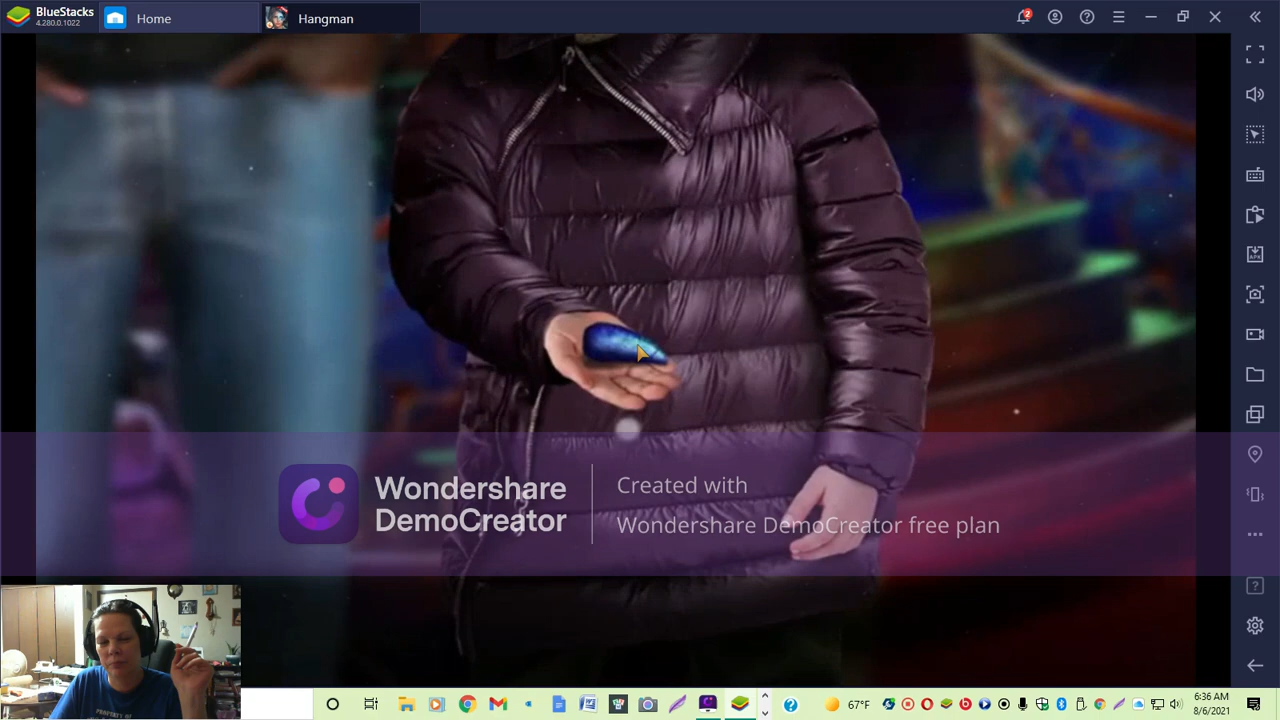 BlueStacks
4.280.0.1022
Home
Hangman
2
Wondershare
DemoCreator
Created with
Wondershare DemoCreator free plan
67°F
6:36 AM
8/6/2021